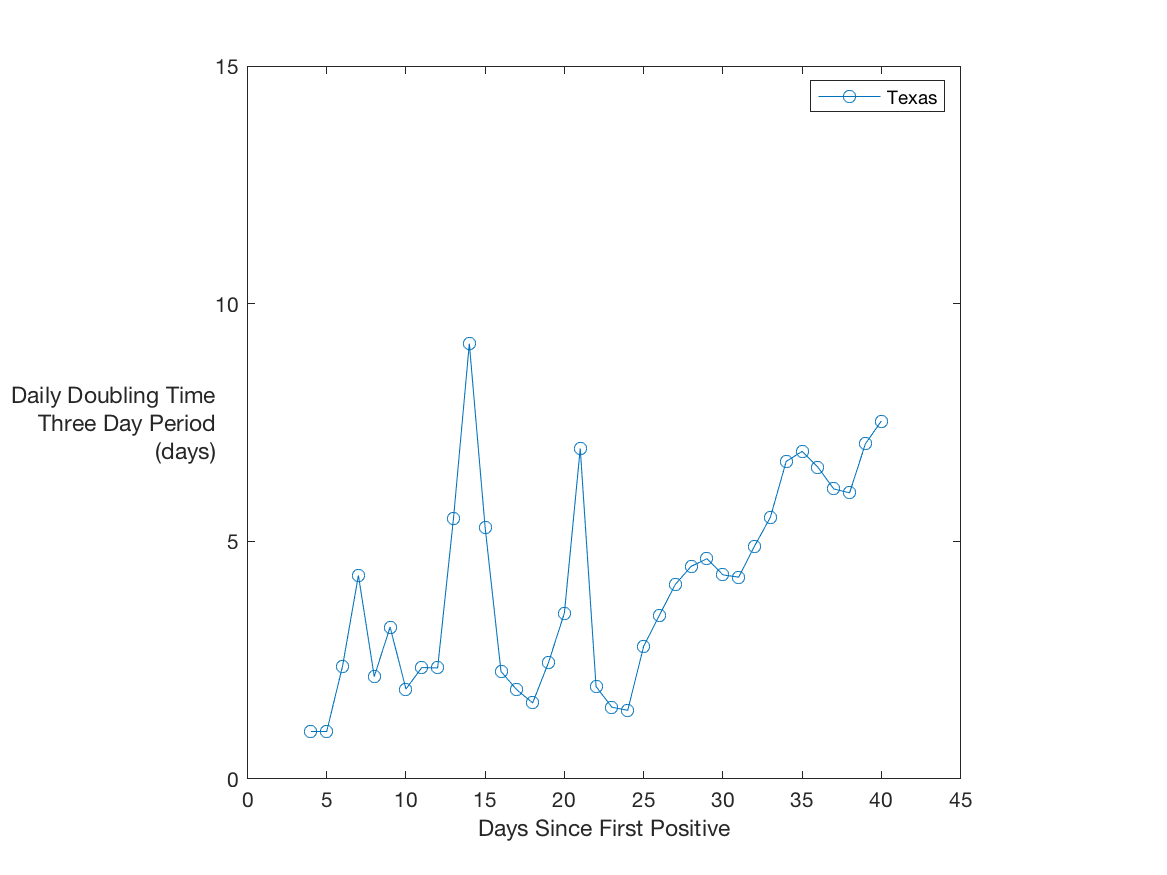 15
Texas
10
Daily Doubling Time
Three Day Period
(days)
5
0
0 5 10 15 20 25 30 35 40 45
Days Since First Positive